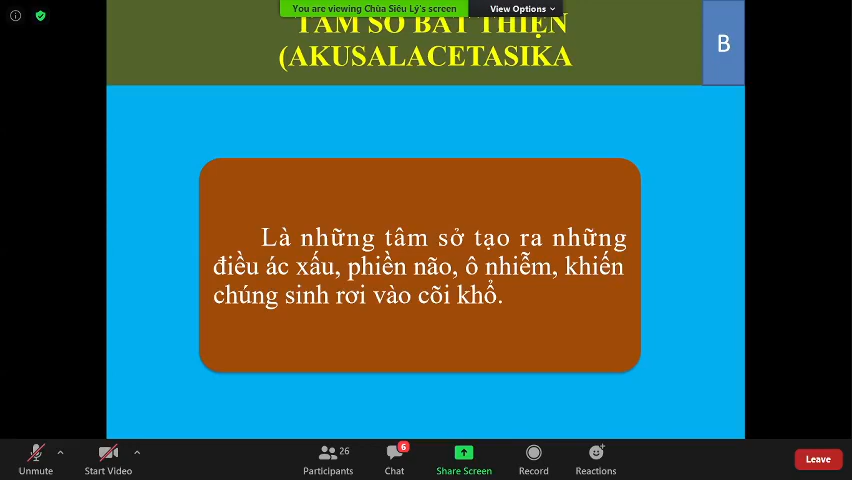 You are viewing Chùa Siêu Lý's screen
View Options
TÂM SỞ BẤT THIỆN
(AKUSALACETASIKA
B
Là những tâm sở tạo ra những
điều ác xấu, phiền não, ô nhiễm, khiến
chúng sinh rơi vào cõi khổ.
26
6
Unmute
Start Video
Participants
Chat
Share Screen
Record
Reactions
Leave